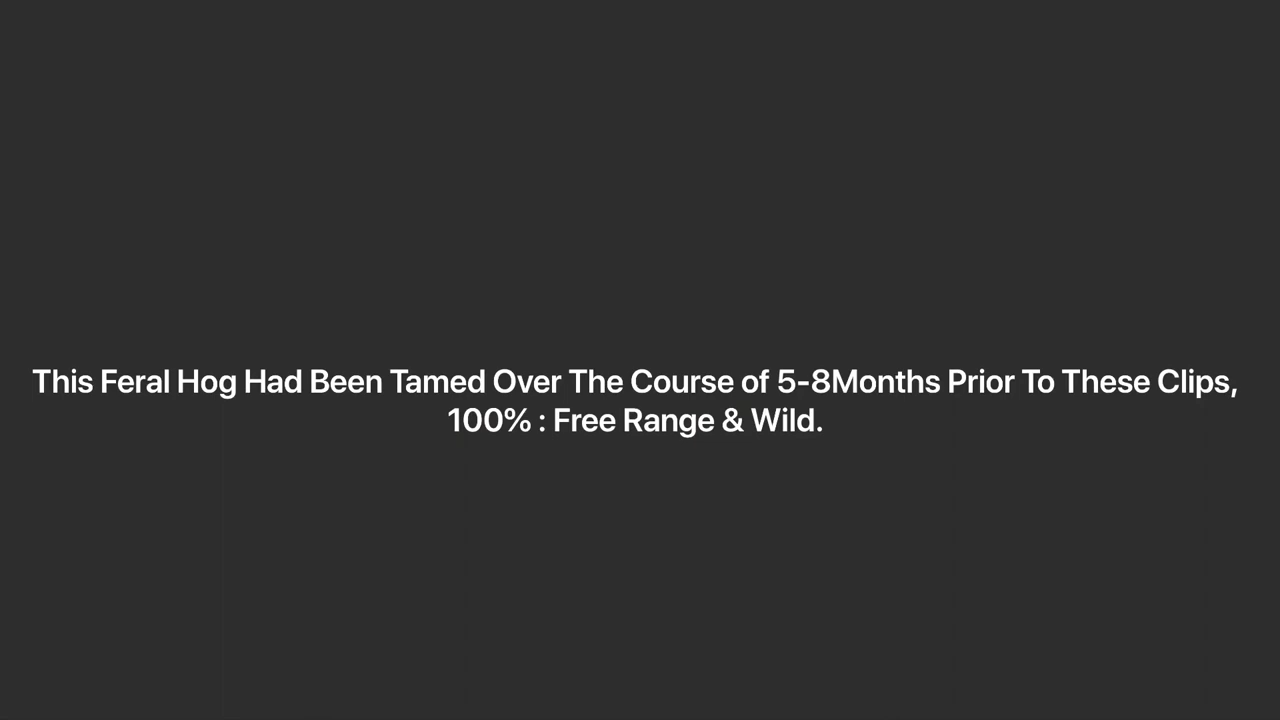 This Feral Hog Had Been Tamed Over The Course of 5-8Months Prior To These Clips,
100% : Free Range & Wild.